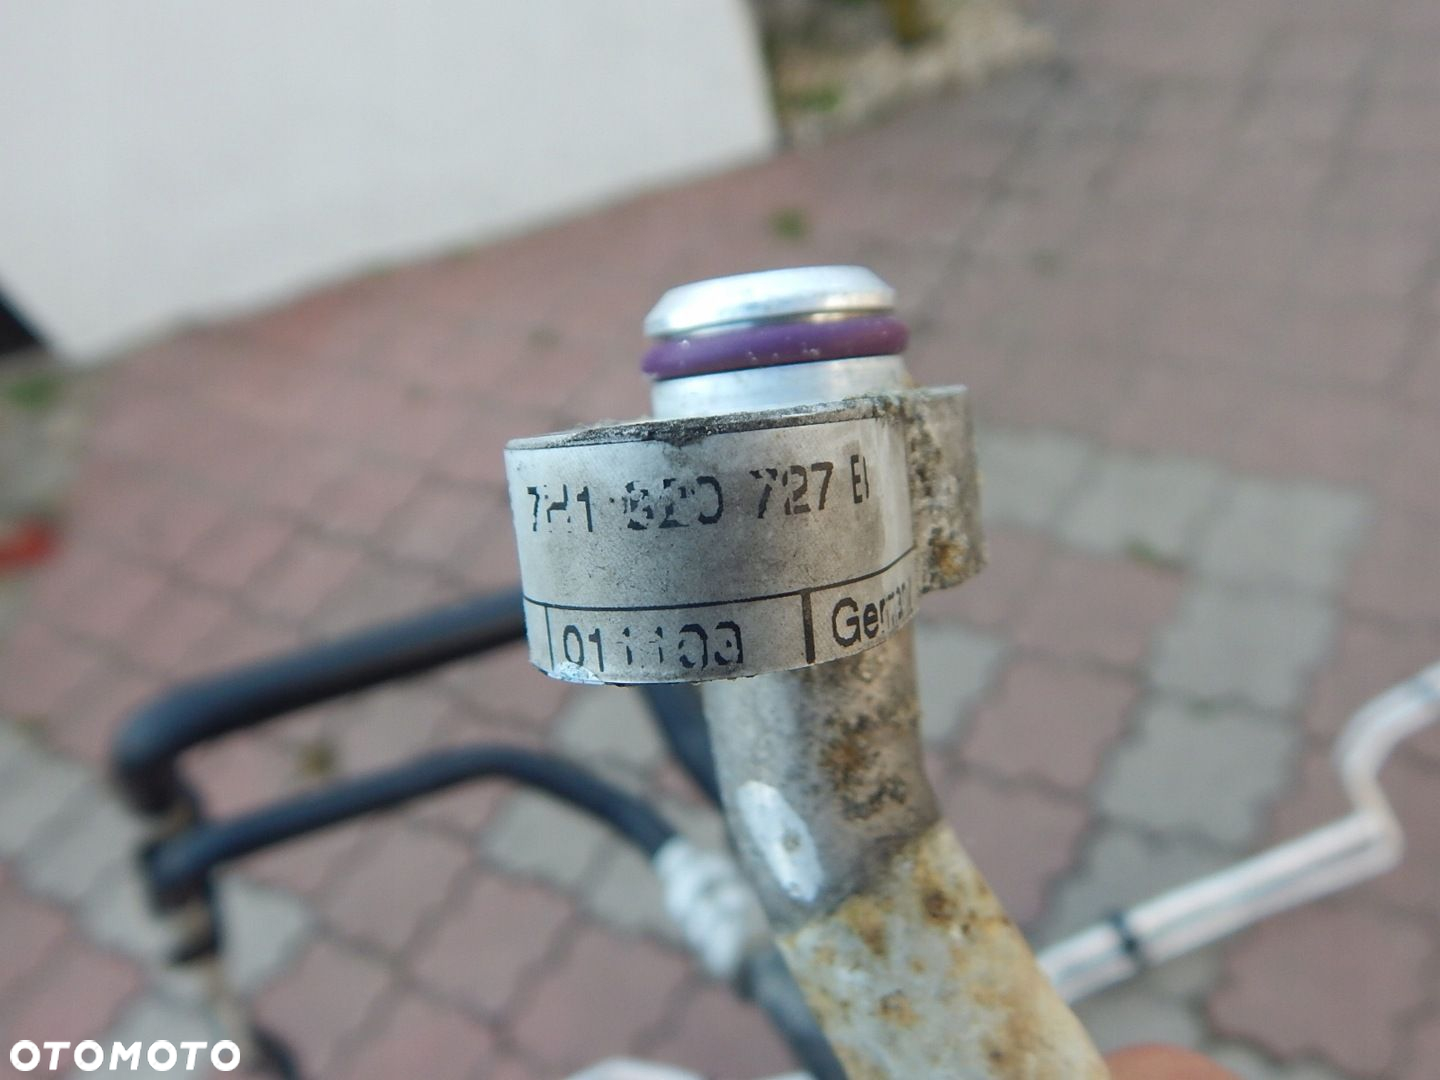 7H1 820 727 E
011103
German
OTOMOTO